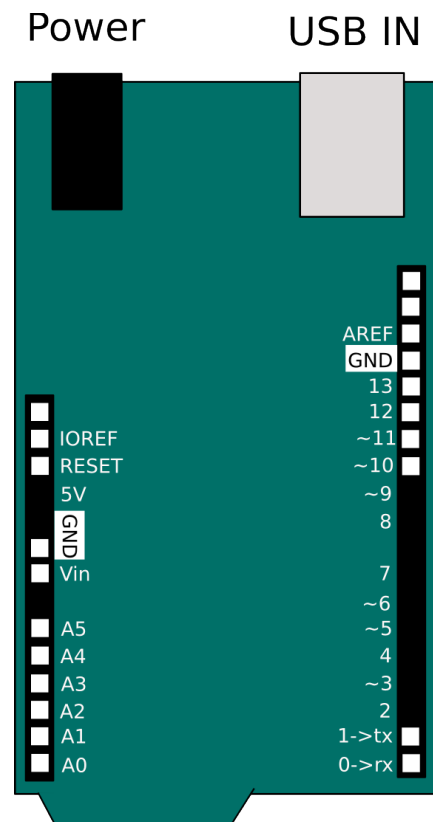 Power
USB IN
AREF
GND
13
12
~11
~10
~9
8
7
~6
~5
4
~3
2
1->tx
0->rx
IOREF
RESET
5V
GND
Vin
A5
A4
A3
A2
A1
A0